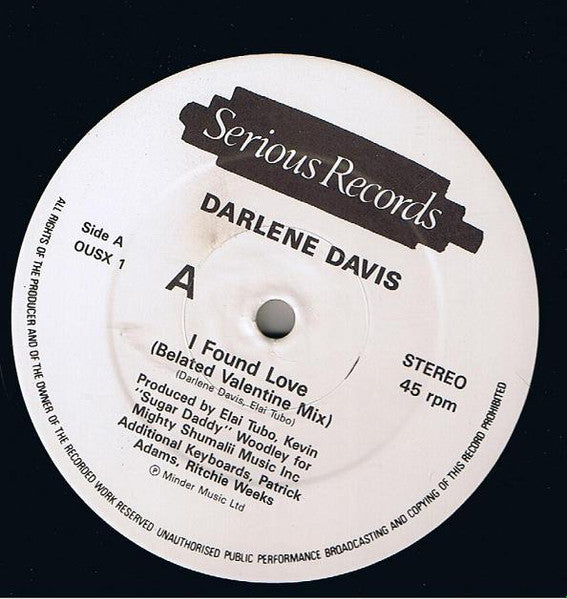 Serious Records
DARLENE DAVIS
Side A
OUSX 1
A
STEREO
45 rpm
I Found Love
(Belated Valentine Mix)
(Darlene Davis, Elai Tubo)
Produced by Elai Tubo, Kevin
'Sugar Daddy' Woodley for
Mighty Shumalii Music Inc
Additional Keyboards, Patrick
Adams, Ritchie Weeks
℗ Minder Music Ltd
ALL RIGHTS OF THE PRODUCER AND OF THE OWNER OF THE RECORDED WORK RESERVED UNAUTHORISED PUBLIC PERFORMANCE BROADCASTING AND COPYING OF THIS RECORD PROHIBITED